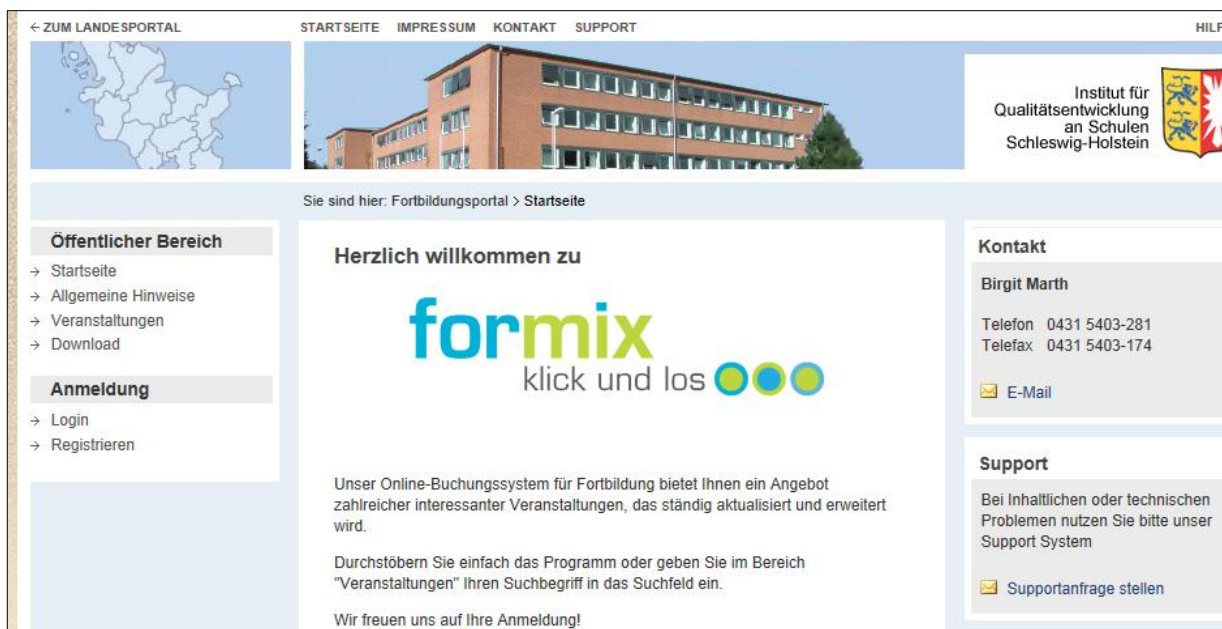 ← ZUM LANDESPORTAL
STARTSEITE IMPRESSUM KONTAKT SUPPORT
Institut für
Qualitätsentwicklung
an Schulen
Schleswig-Holstein
Sie sind hier: Fortbildungsportal > Startseite
Öffentlicher Bereich
→ Startseite
→ Allgemeine Hinweise
→ Veranstaltungen
→ Download
Anmeldung
→ Login
→ Registrieren
Herzlich willkommen zu
formix
klick und los
Unser Online-Buchungssystem für Fortbildung bietet Ihnen ein Angebot
zahlreicher interessanter Veranstaltungen, das ständig aktualisiert und erweitert
wird.
Durchstöbern Sie einfach das Programm oder geben Sie im Bereich
"Veranstaltungen" Ihren Suchbegriff in das Suchfeld ein.
Wir freuen uns auf Ihre Anmeldung!
Kontakt
Birgit Marth
Telefon 0431 5403-281
Telefax 0431 5403-174
E-Mail
Support
Bei Inhaltlichen oder technischen
Problemen nutzen Sie bitte unser
Support System
Supportanfrage stellen